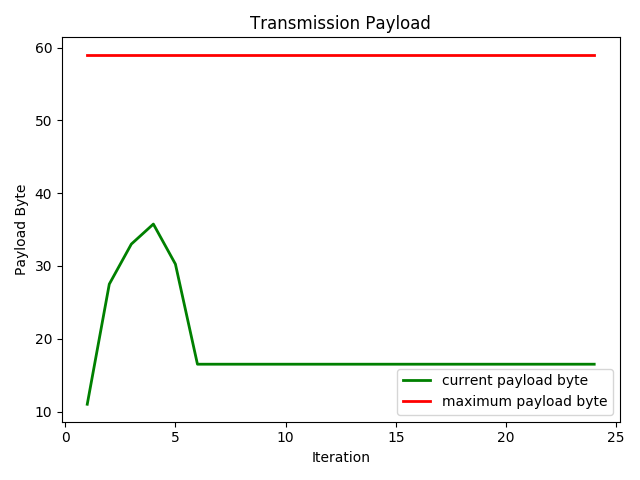 Transmission Payload
60
50
40
30
20
10
Payload Byte
0
5
10
15
20
25
Iteration
current payload byte
maximum payload byte